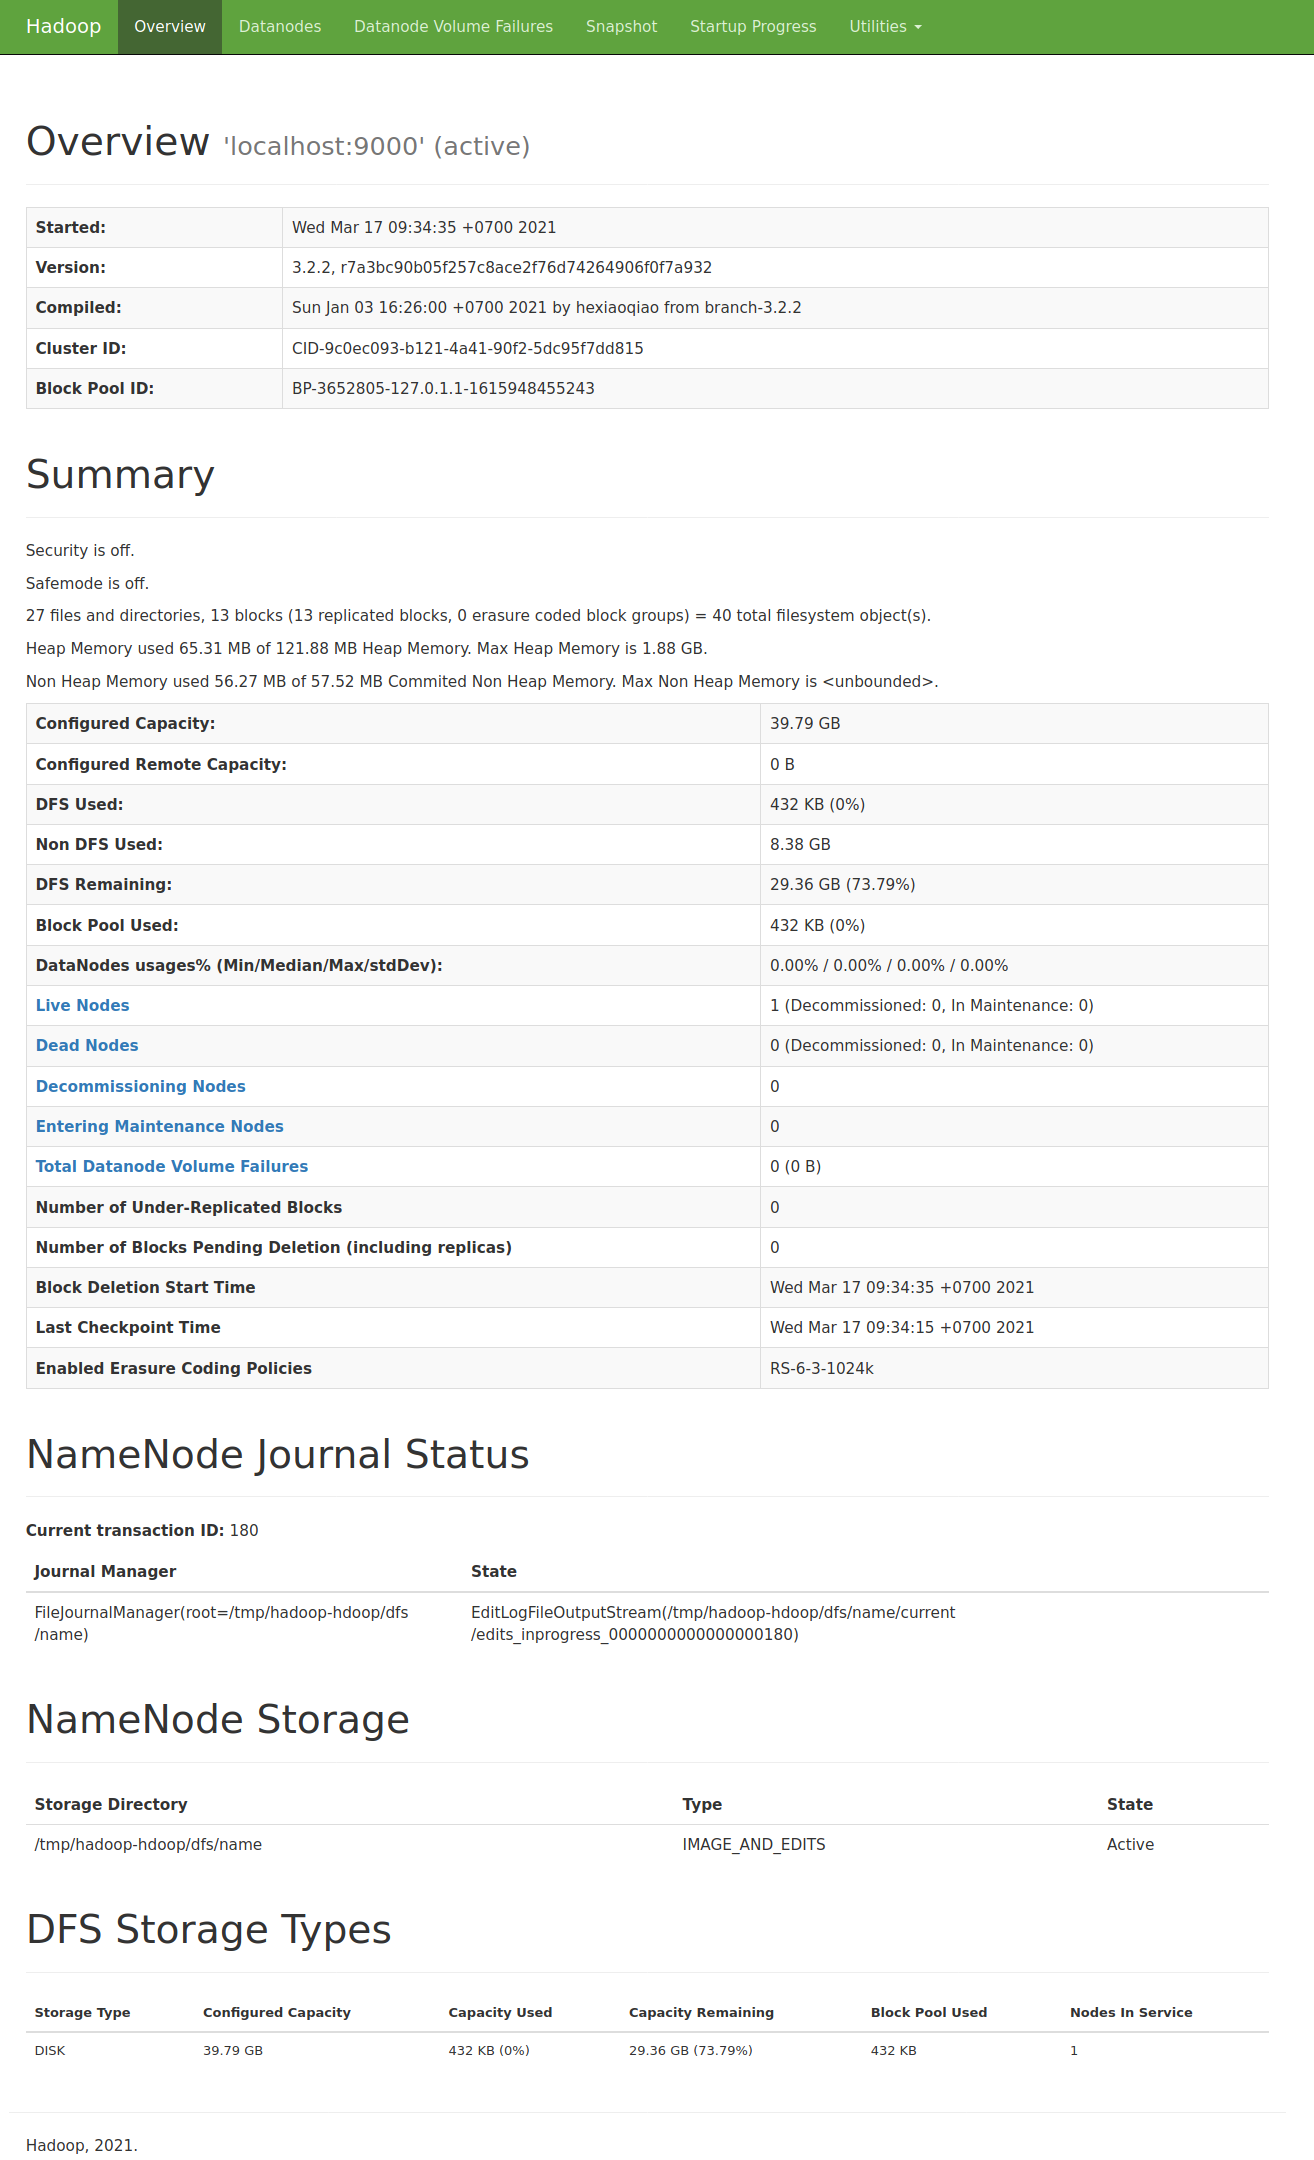 Hadoop Overview Datanodes Datanode Volume Failures Snapshot Startup Progress Utilities
Overview 'localhost:9000' (active)
Started: Wed Mar 17 09:34:35 +0700 2021
Version: 3.2.2, r7a3bc90b05f257c8ace2f76d74264906f0f7a932
Compiled: Sun Jan 03 16:26:00 +0700 2021 by hexiaoqiao from branch-3.2.2
Cluster ID: CID-9c0ec093-b121-4a41-90f2-5dc95f7dd815
Block Pool ID: BP-3652805-127.0.1.1-1615948455243
Summary
Security is off.
Safemode is off.
27 files and directories, 13 blocks (13 replicated blocks, 0 erasure coded block groups) = 40 total filesystem object(s).
Heap Memory used 65.31 MB of 121.88 MB Heap Memory. Max Heap Memory is 1.88 GB.
Non Heap Memory used 56.27 MB of 57.52 MB Commited Non Heap Memory. Max Non Heap Memory is <unbounded>.
Configured Capacity: 39.79 GB
Configured Remote Capacity: 0 B
DFS Used: 432 KB (0%)
Non DFS Used: 8.38 GB
DFS Remaining: 29.36 GB (73.79%)
Block Pool Used: 432 KB (0%)
DataNodes usages% (Min/Median/Max/stdDev): 0.00% / 0.00% / 0.00% / 0.00%
Live Nodes 1 (Decommissioned: 0, In Maintenance: 0)
Dead Nodes 0 (Decommissioned: 0, In Maintenance: 0)
Decommissioning Nodes 0
Entering Maintenance Nodes 0
Total Datanode Volume Failures 0 (0 B)
Number of Under-Replicated Blocks 0
Number of Blocks Pending Deletion (including replicas) 0
Block Deletion Start Time Wed Mar 17 09:34:35 +0700 2021
Last Checkpoint Time Wed Mar 17 09:34:15 +0700 2021
Enabled Erasure Coding Policies RS-6-3-1024k
NameNode Journal Status
Current transaction ID: 180
Journal Manager State
FileJournalManager(root=/tmp/hadoop-hdoop/dfs EditLogFileOutputStream(/tmp/hadoop-hdoop/dfs/name/current
/name) /edits_inprogress_0000000000000000180)
NameNode Storage
Storage Directory Type State
/tmp/hadoop-hdoop/dfs/name IMAGE_AND_EDITS Active
DFS Storage Types
Storage Type Configured Capacity Capacity Used Capacity Remaining Block Pool Used Nodes In Service
DISK 39.79 GB 432 KB (0%) 29.36 GB (73.79%) 432 KB 1
Hadoop, 2021.